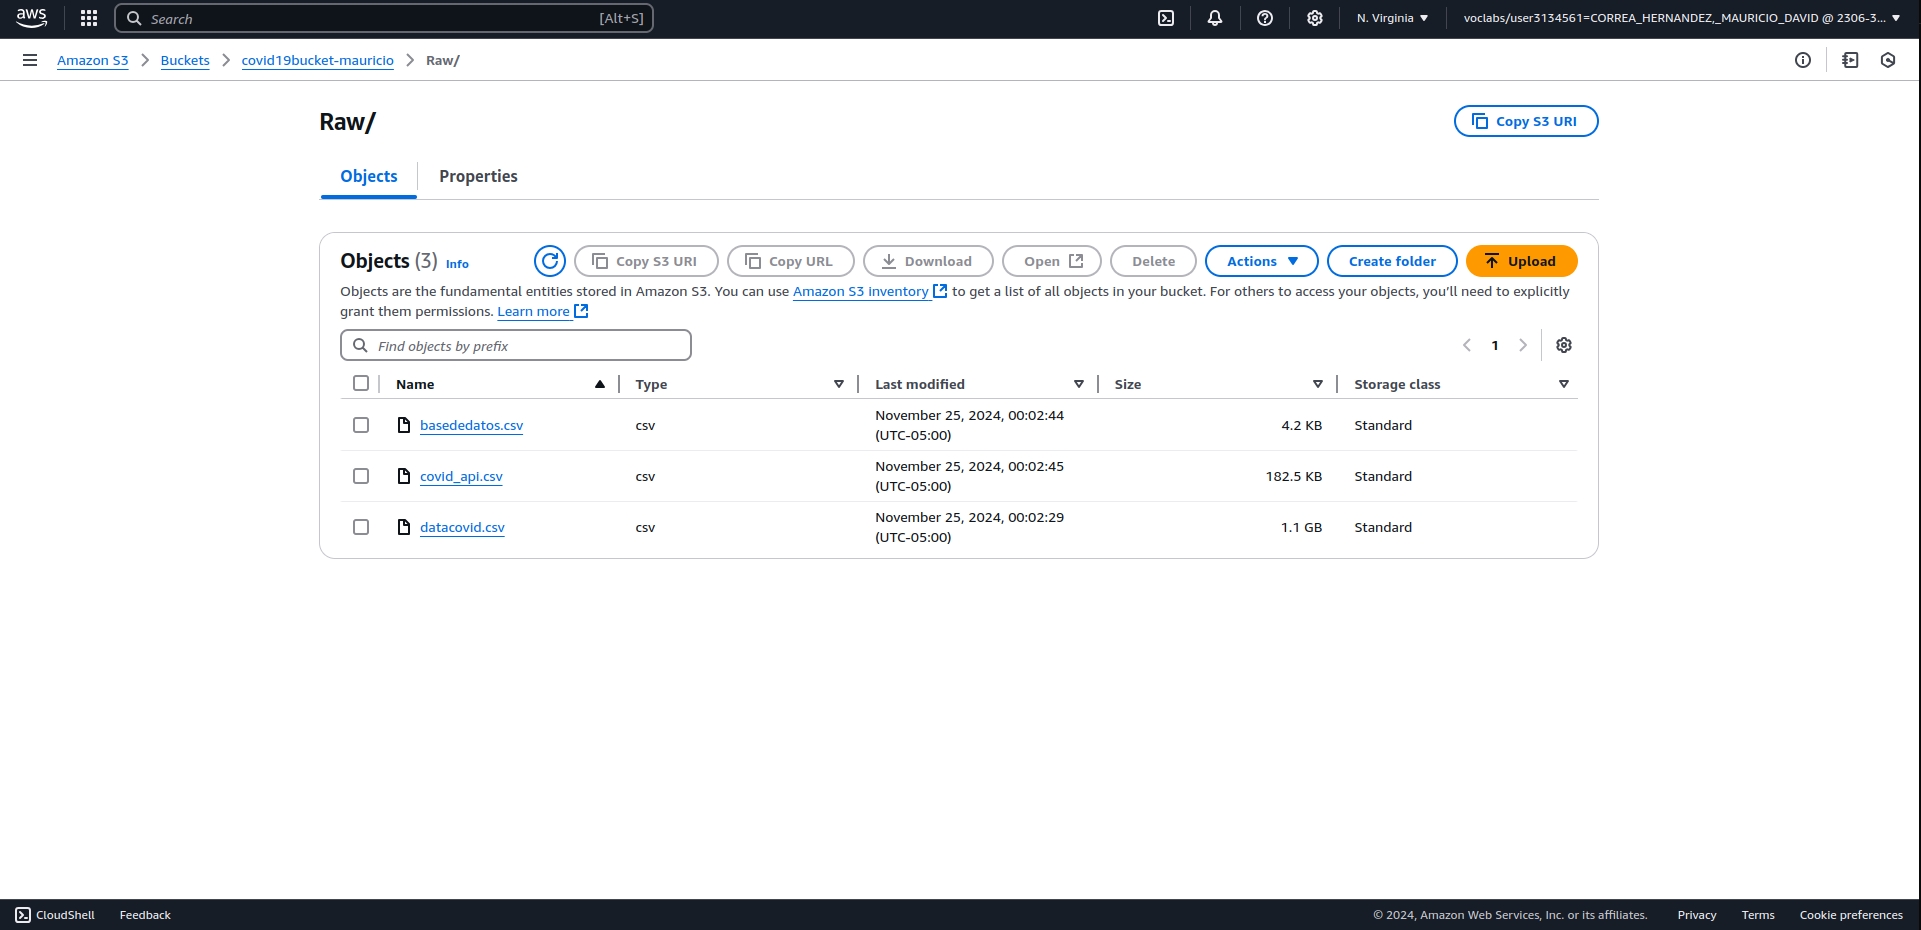 aws Search [Alt+S] N. Virginia voclabs/user3134561=CORREA_HERNANDEZ,_MAURICIO_DAVID @ 2306-3...
Amazon S3 Buckets covid19bucket-mauricio Raw/
Raw/ Copy S3 URI
Objects Properties
Objects (3) Info Copy S3 URI Copy URL Download Open Delete Actions Create folder Upload
Objects are the fundamental entities stored in Amazon S3. You can use Amazon S3 inventory to get a list of all objects in your bucket. For others to access your objects, you'll need to explicitly
grant them permissions. Learn more
Find objects by prefix 1
Name Type Last modified Size Storage class
basededatos.csv csv November 25, 2024, 00:02:44 (UTC-05:00) 4.2 KB Standard
covid_api.csv csv November 25, 2024, 00:02:45 (UTC-05:00) 182.5 KB Standard
datacovid.csv csv November 25, 2024, 00:02:29 (UTC-05:00) 1.1 GB Standard
CloudShell Feedback © 2024, Amazon Web Services, Inc. or its affiliates. Privacy Terms Cookie preferences